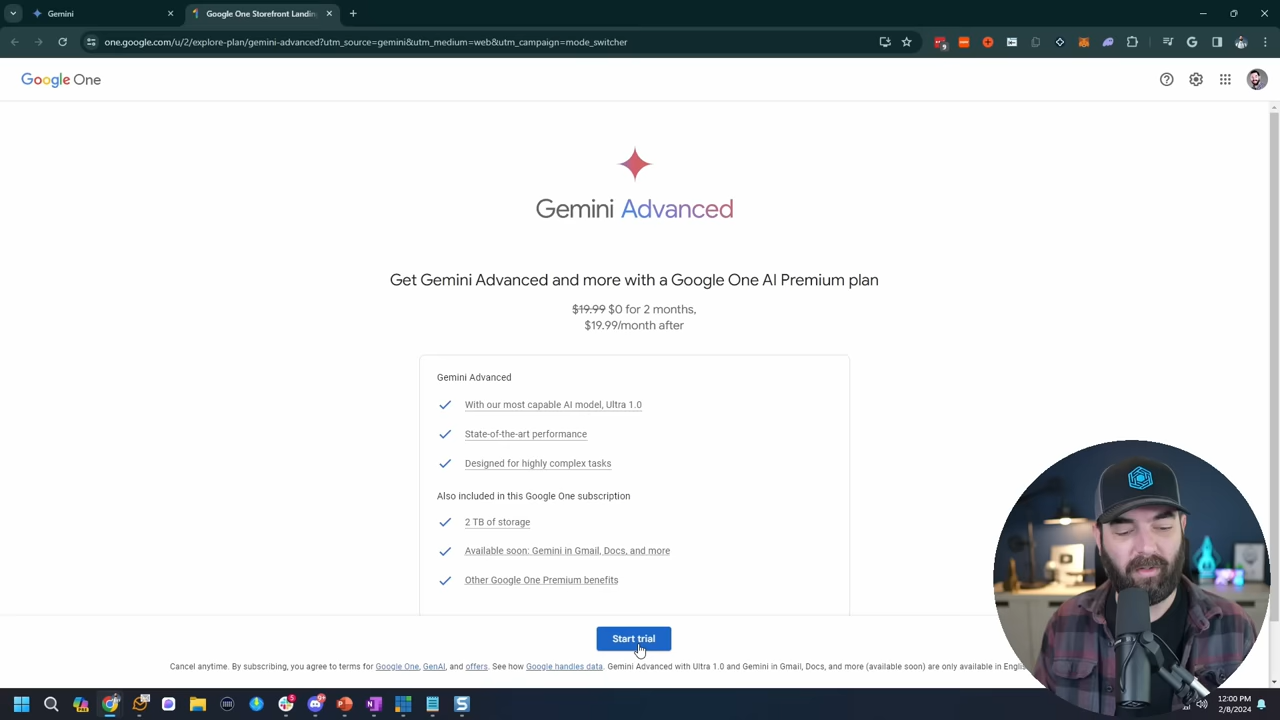 Gemini
Google One Storefront Landin
one.google.com/u/2/explore-plan/gemini-advanced?utm_source=gemini&utm_medium=web&utm_campaign=mode_switcher
9
Google One
Gemini Advanced
Get Gemini Advanced and more with a Google One AI Premium plan
$19.99 $0 for 2 months,
$19.99/month after
Gemini Advanced
With our most capable AI model, Ultra 1.0
State-of-the-art performance
Designed for highly complex tasks
Also included in this Google One subscription
2 TB of storage
Available soon: Gemini in Gmail, Docs, and more
Other Google One Premium benefits
Start trial
Cancel anytime. By subscribing, you agree to terms for Google One, GenAI, and offers. See how Google handles data. Gemini Advanced with Ultra 1.0 and Gemini in Gmail, Docs, and more (available soon) are only available in Englis
12:00 PM
2/8/2024